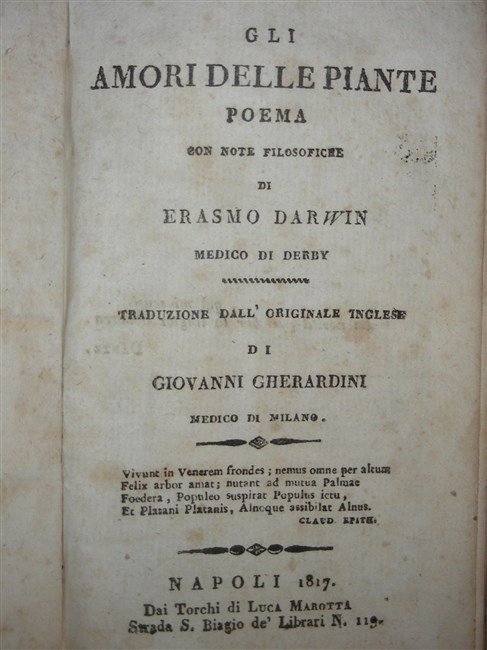 GLI
AMORI DELLE PIANTE
POEMA
CON NOTE FILOSOFICHE
DI
ERASMO DARWIN
MEDICO DI DERBY
TRADUZIONE DALL' ORIGINALE INGLESE
DI
GIOVANNI GHERARDINI
MEDICO DI MILANO.
Vivunt in Venerem frondes; nemus omne per altum
Felix arbor amat; nutant ad mutua Palmae
Foedera, Populeo suspirat Populus ictu,
Et Platani Platanis, Alnoque assibilat Alnus.
CLAUD. EPITH.
NAPOLI 1817.
Dai Torchi di LUCA MAROTTA
Strada S. Biagio de' Librari N. 119.